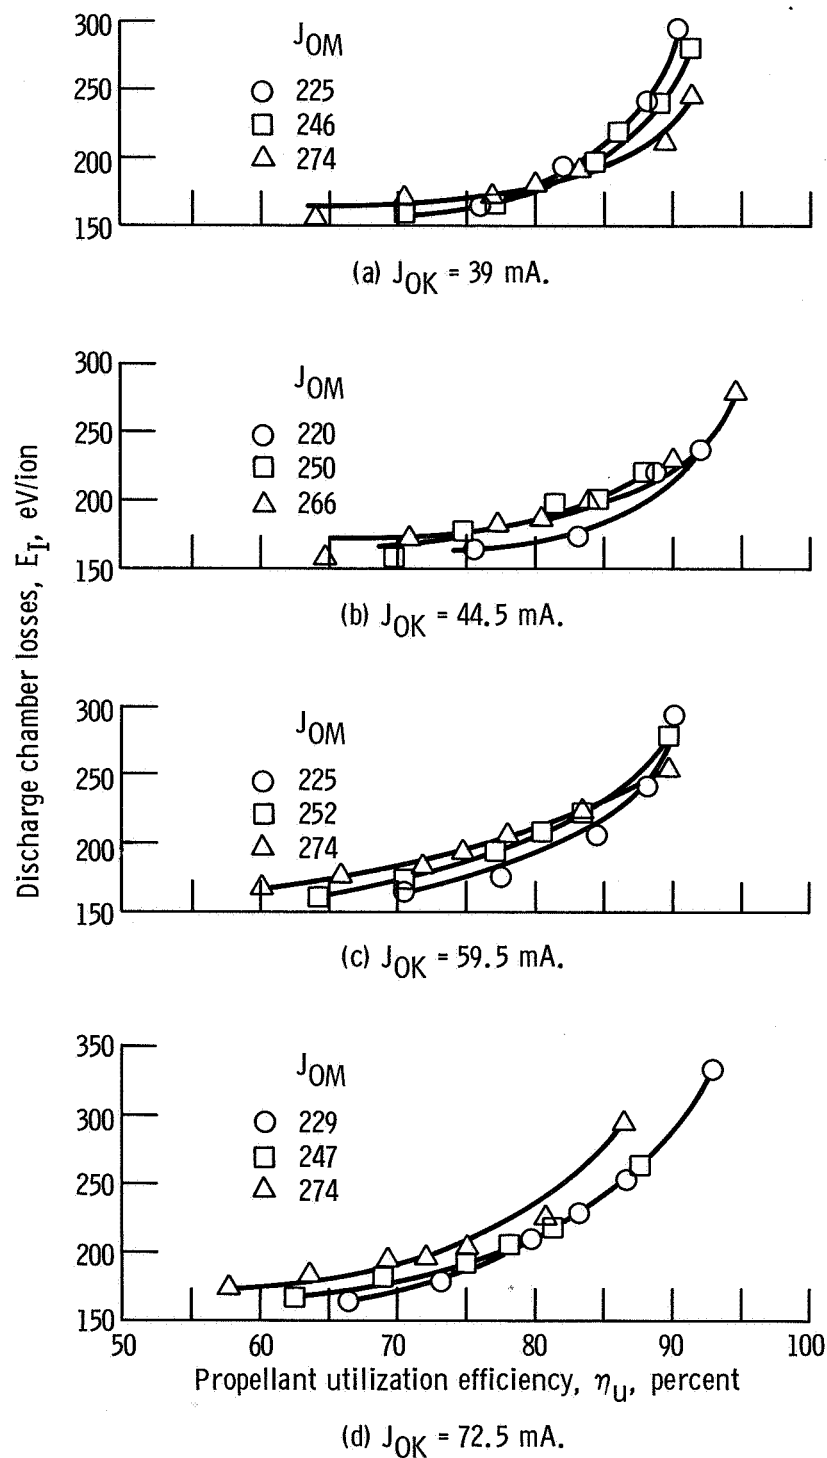 Discharge chamber losses, E_I, eV/ion
300
250
200
150
J_OM
225
246
274
(a) J_OK = 39 mA.
300
250
200
150
J_OM
220
250
266
(b) J_OK = 44.5 mA.
300
250
200
150
J_OM
225
252
274
(c) J_OK = 59.5 mA.
350
300
250
200
150
J_OM
229
247
274
50 60 70 80 90 100
Propellant utilization efficiency, η_u, percent
(d) J_OK = 72.5 mA.